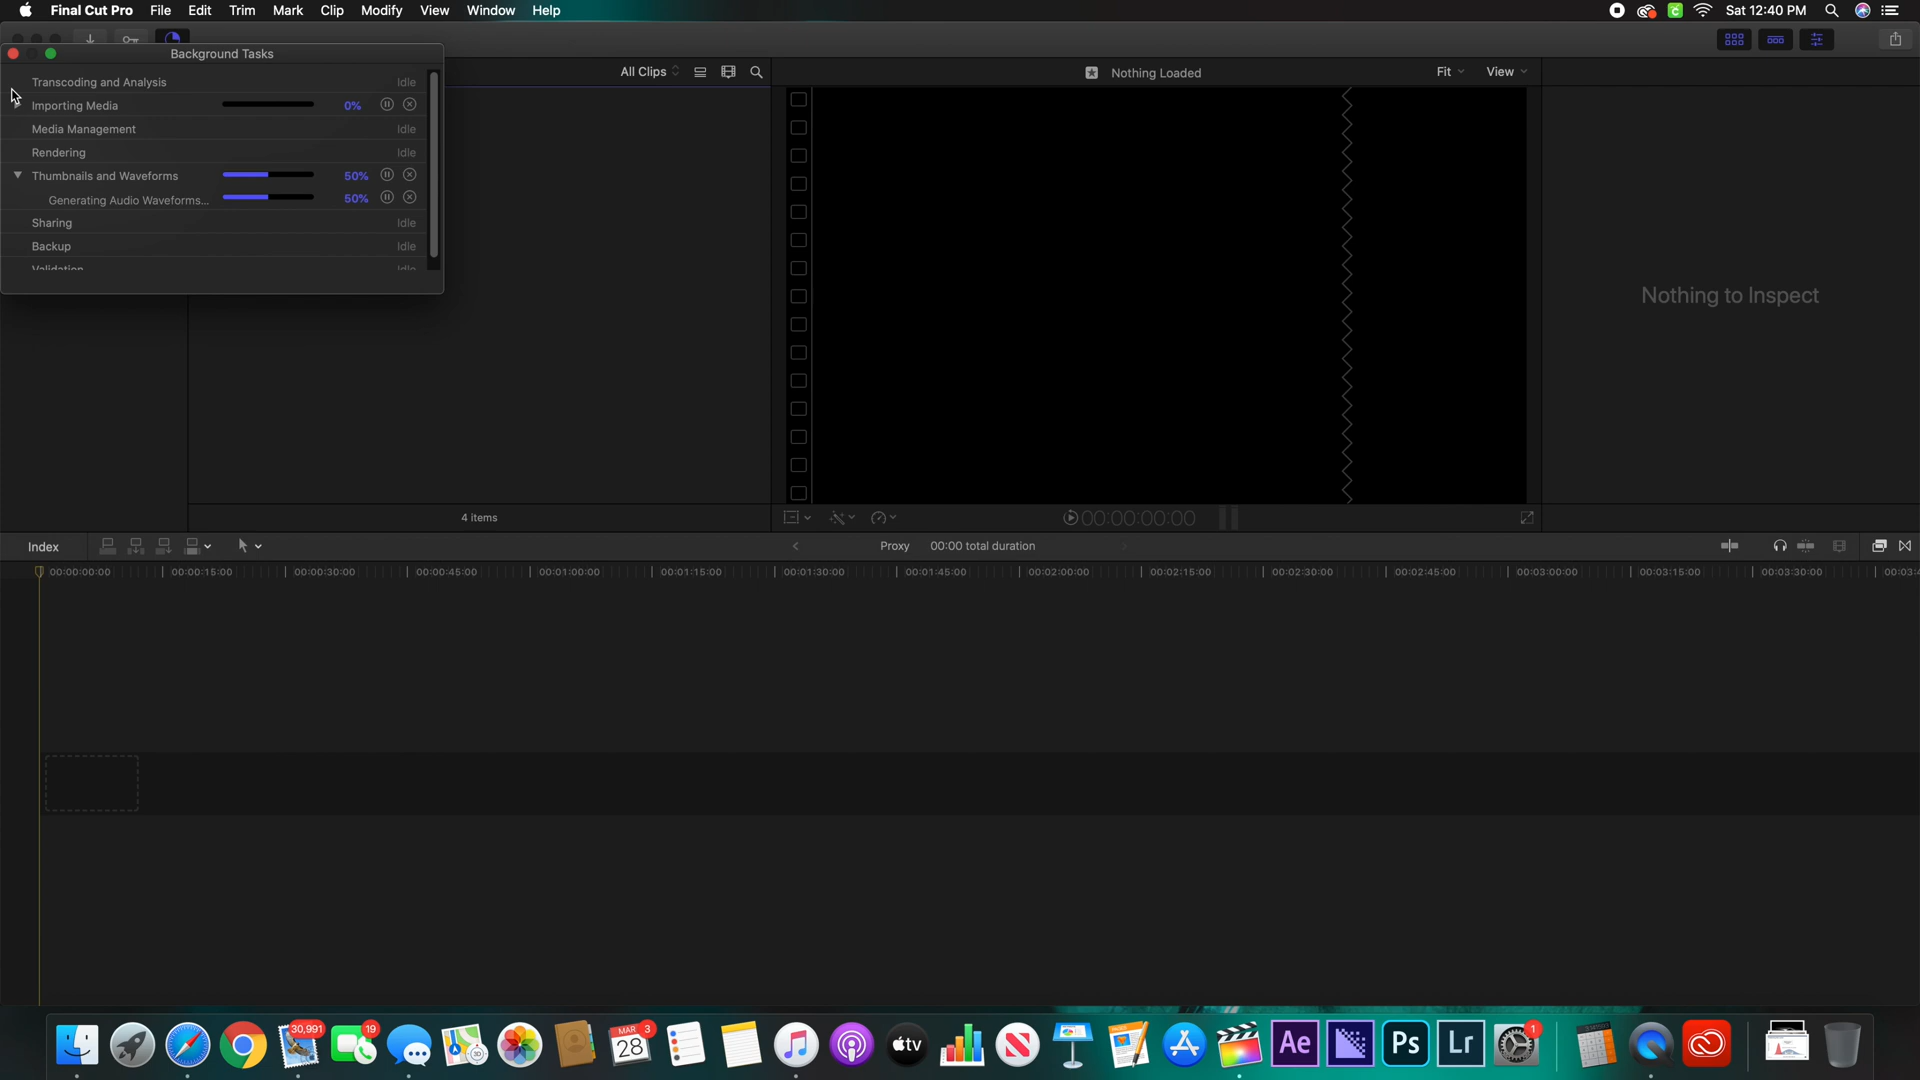 Final Cut Pro File Edit Trim Mark Clip Modify View Window Help Sat 12:40 PM
Background Tasks
Transcoding and Analysis Idle
Importing Media 0%
Media Management Idle
Rendering Idle
Thumbnails and Waveforms 50%
Generating Audio Waveforms... 50%
Sharing Idle
Backup Idle
Validation Idle
All Clips
Nothing Loaded Fit View
Nothing to Inspect
4 items
00:00:00:00
Index Proxy 00:00 total duration
00:00:00:00 00:00:15:00 00:00:30:00 00:00:45:00 00:01:00:00 00:01:15:00 00:01:30:00 00:01:45:00 00:02:00:00 00:02:15:00 00:02:30:00 00:02:45:00 00:03:00:00 00:03:15:00 00:03:30:00 00:03:4
30,991 19 3D MAR 3 28 tv Ae Ps Lr 1